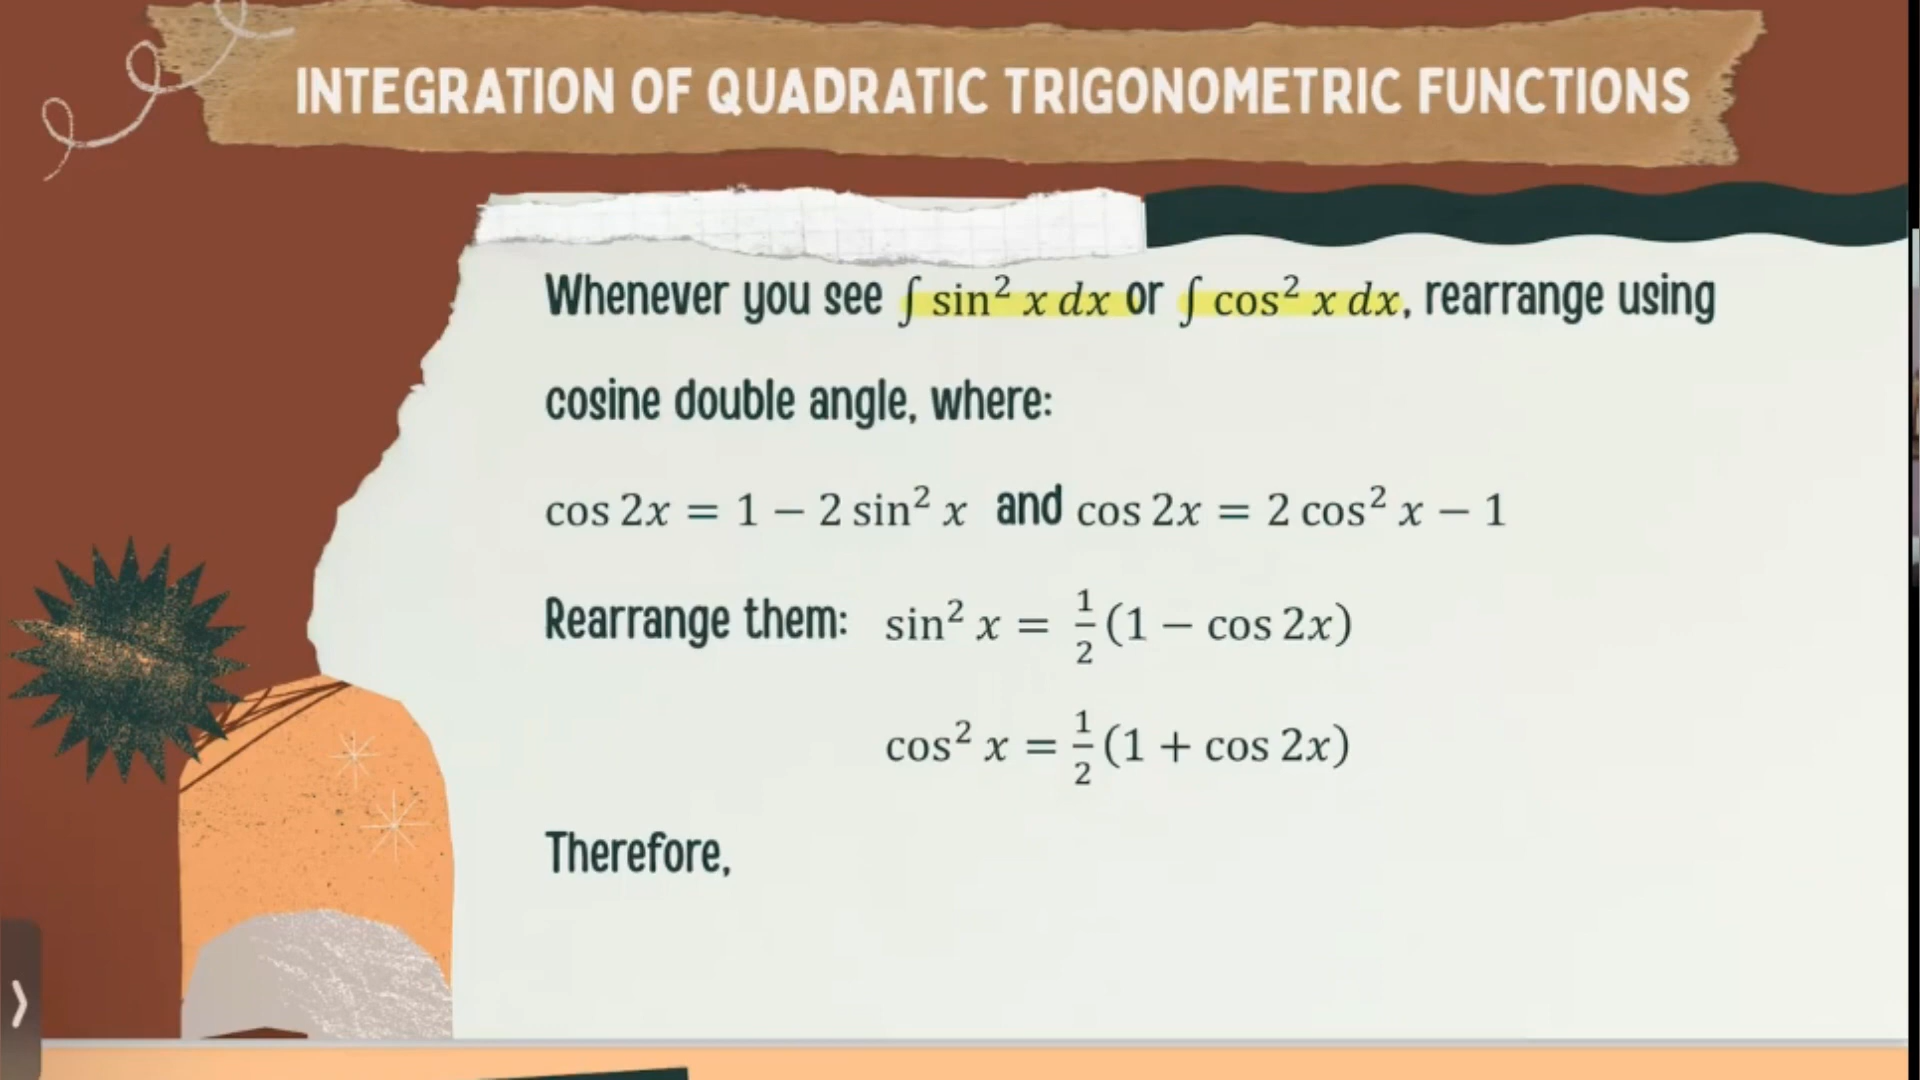 INTEGRATION OF QUADRATIC TRIGONOMETRIC FUNCTIONS
Whenever you see ∫ sin² x dx or ∫ cos² x dx, rearrange using
cosine double angle, where:
cos 2x = 1 − 2 sin² x and cos 2x = 2 cos² x − 1
Rearrange them: sin² x = 1/2 (1 − cos 2x)
cos² x = 1/2 (1 + cos 2x)
Therefore,